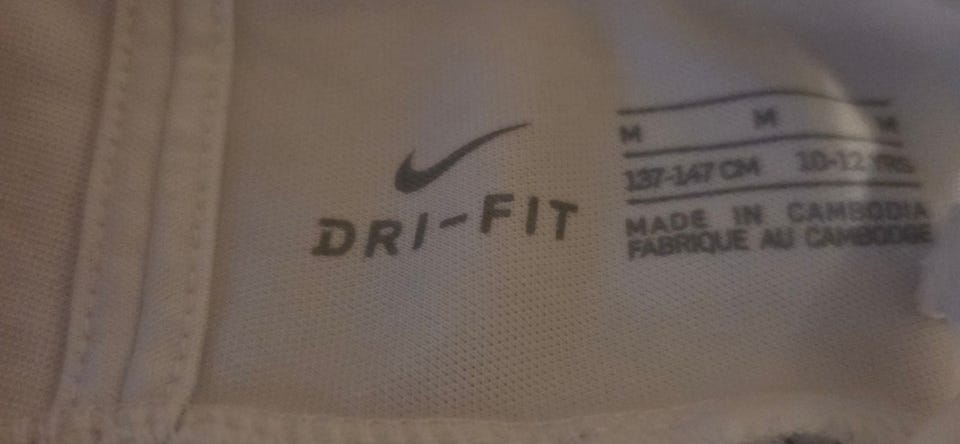 DRI-FIT
M M M
137-147 CM 10-12 YRS
MADE IN CAMBODIA
FABRIQUE AU CAMBODGE